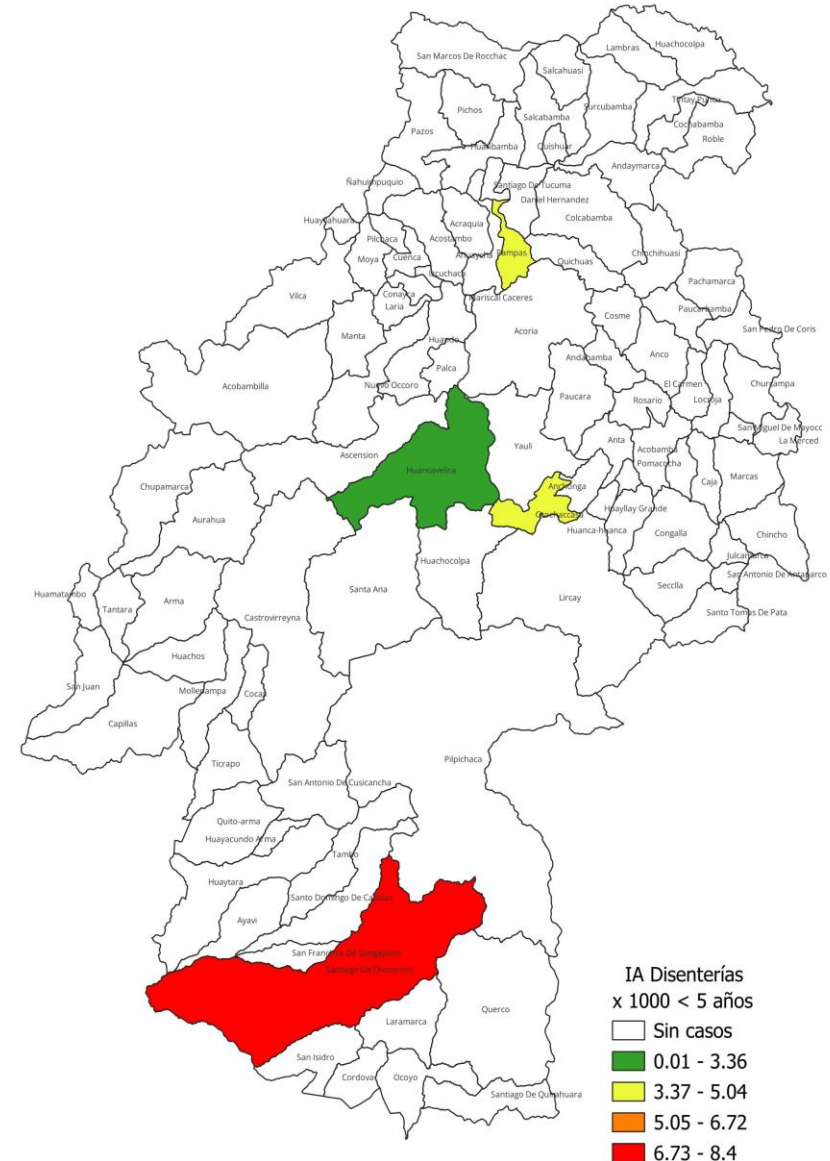 Lambras
Huachocolpa
San Marcos De Rocchac
Salcahuasi
Tintay Puncu
Pichos
Surcubamba
Salcabamba
Cochabamba
Pazos
Roble
Huaribamba
Quishuar
Andaymarca
Ñahuimpuquio
Santiago De Tucuma
Daniel Hernandez
Colcabamba
Huayllahuara
Acraquia
Pilchaca
Acostambo
Ahuaycha
Pampas
Moya
Cuenca
Quichuas
Chinchihuasi
Izcuchaca
Pachamarca
Vilca
Conayca
Mariscal Caceres
Laria
Paucarbamba
Cosme
San Pedro De Coris
Manta
Huando
Acoria
Andabamba
Anco
Palca
Acobambilla
Nuevo Occoro
El Carmen
Churcampa
Paucara
Rosario
Locroja
San Miguel De Mayocc
Anta
La Merced
Yauli
Acobamba
Ascension
Pomacocha
Huancavelica
Marcas
Chupamarca
Anchonga
Caja
Huayllay Grande
Ccochaccasa
Aurahua
Huanca-huanca
Congalla
Chincho
Julcamarca
Huachocolpa
San Antonio De Antaparco
Santa Ana
Secclla
Huamatambo
Lircay
Arma
Tantara
Santo Tomas De Pata
Castrovirreyna
Huachos
San Juan
Mollepampa
Cocas
Capillas
Pilpichaca
Ticrapo
San Antonio De Cusicancha
Quito-arma
Huayacundo Arma
Tambo
Huaytara
Santo Domingo De Capillas
Ayavi
San Francisco De Sangayaico
Santiago De Chocorvos
Querco
Laramarca
San Isidro
Cordova
Ocoyo
Santiago De Quirahuara
IA Disenterías
x 1000 < 5 años
Sin casos
0.01 - 3.36
3.37 - 5.04
5.05 - 6.72
6.73 - 8.4